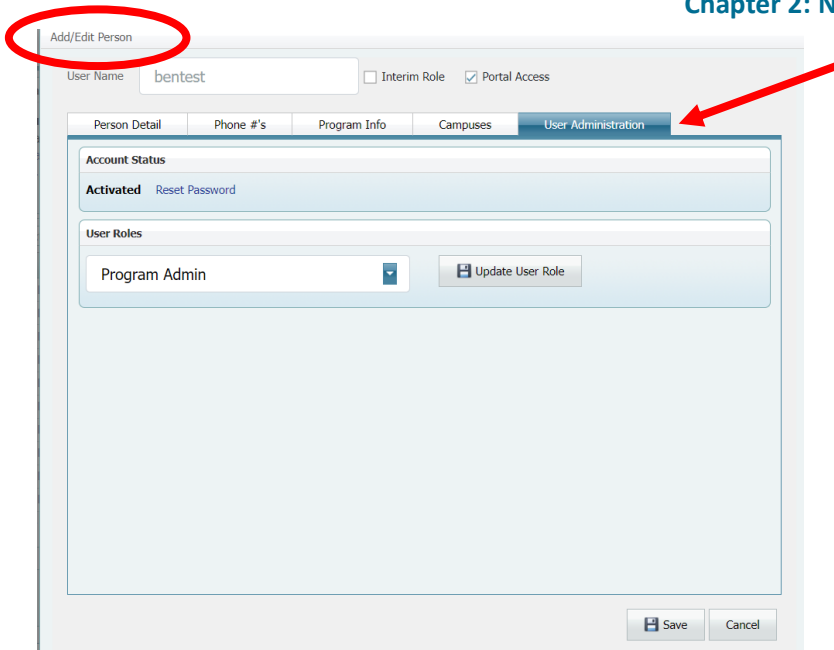 Chapter 2: N
Add/Edit Person
User Name bentest Interim Role Portal Access
Person Detail Phone #'s Program Info Campuses User Administration
Account Status
Activated Reset Password
User Roles
Program Admin Update User Role
Save Cancel